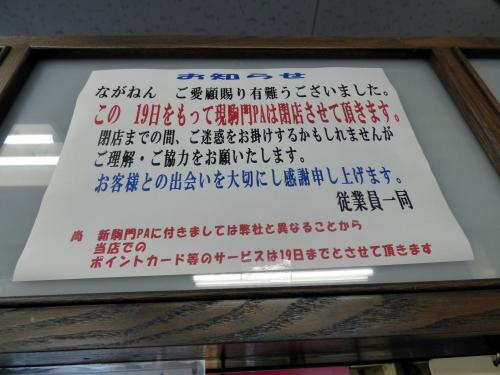 お知らせ
ながねん　ご愛顧賜り有難うございました。
この　19日をもって現駒門PAは閉店させて頂きます。
閉店までの間、ご迷惑をお掛けするかもしれませんが
ご理解・ご協力をお願いたします。
お客様との出会いを大切にし感謝申し上げます。
従業員一同
尚　新駒門PAに付きましては弊社と異なることから
当店での
ポイントカード等のサービスは19日までとさせて頂きます